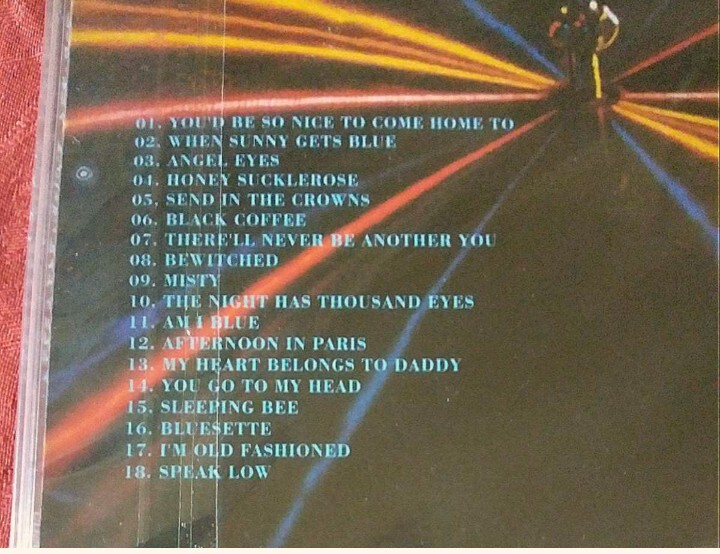 01. YOU'D BE SO NICE TO COME HOME TO
02. WHEN SUNNY GETS BLUE
03. ANGEL EYES
04. HONEY SUCKLEROSE
05. SEND IN THE CROWNS
06. BLACK COFFEE
07. THERE'LL NEVER BE ANOTHER YOU
08. BEWITCHED
09. MISTY
10. THE NIGHT HAS THOUSAND EYES
11. AM I BLUE
12. AFTERNOON IN PARIS
13. MY HEART BELONGS TO DADDY
14. YOU GO TO MY HEAD
15. SLEEPING BEE
16. BLUESETTE
17. I'M OLD FASHIONED
18. SPEAK LOW